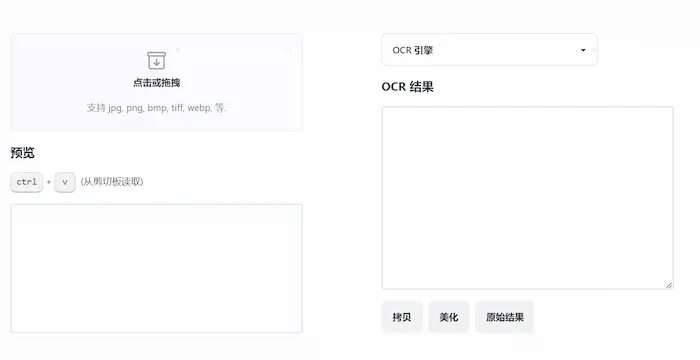 点击或拖拽
支持 jpg, png, bmp, tiff, webp, 等.
预览
ctrl + v (从剪切板读取)
OCR 引擎
OCR 结果
拷贝 美化 原始结果